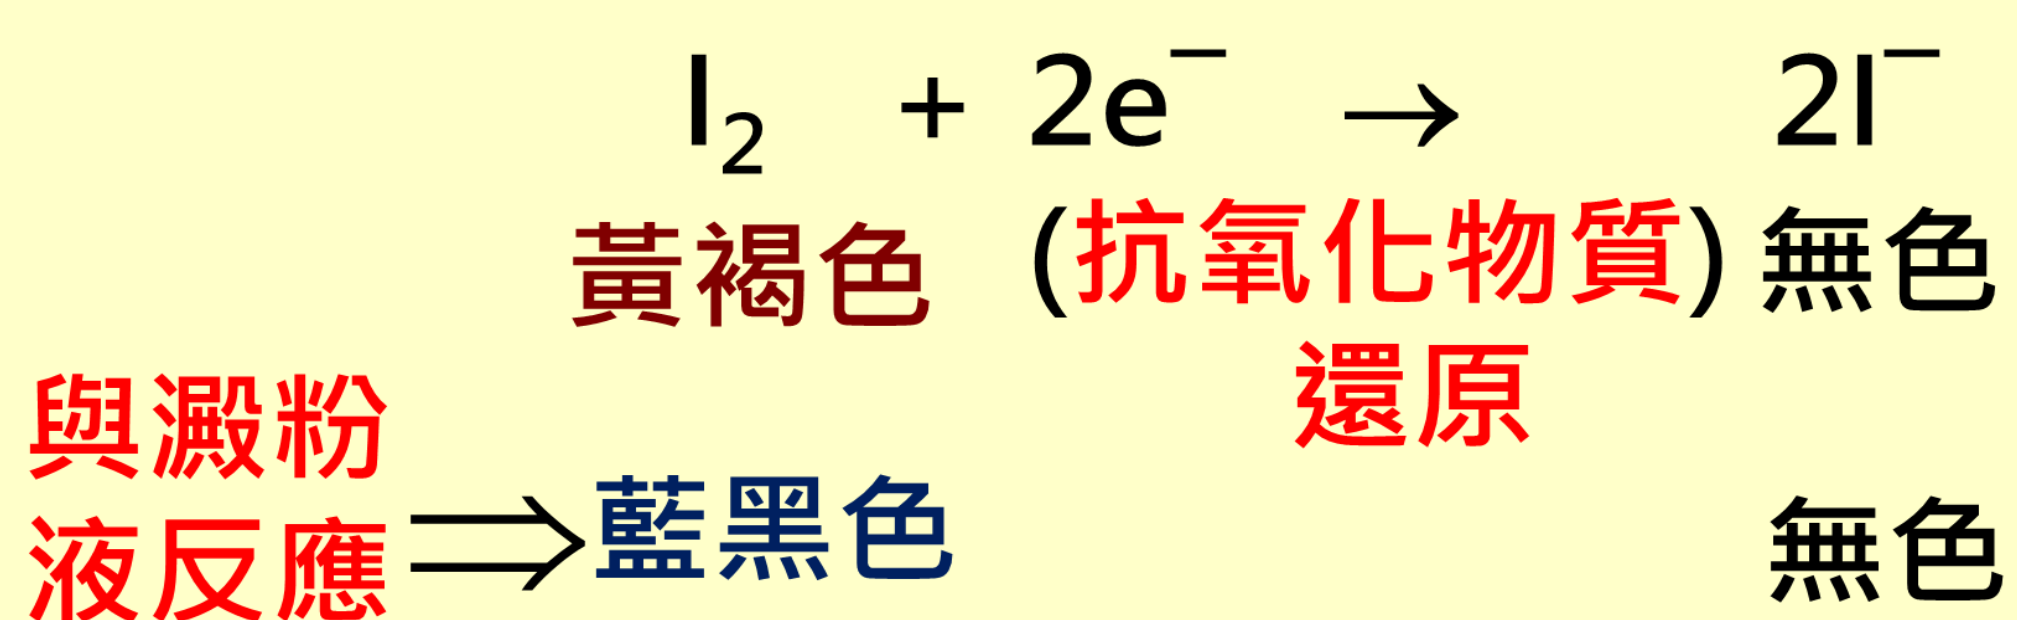 I₂ + 2e⁻ → 2I⁻
黃褐色 (抗氧化物質) 無色
還原
與澱粉
液反應 ⇒ 藍黑色 無色